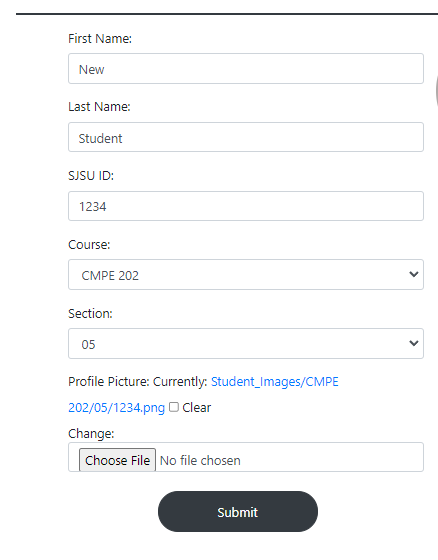 First Name:
New
Last Name:
Student
SJSU ID:
1234
Course:
CMPE 202
Section:
05
Profile Picture: Currently: Student_Images/CMPE
202/05/1234.png Clear
Change:
Choose File No file chosen
Submit